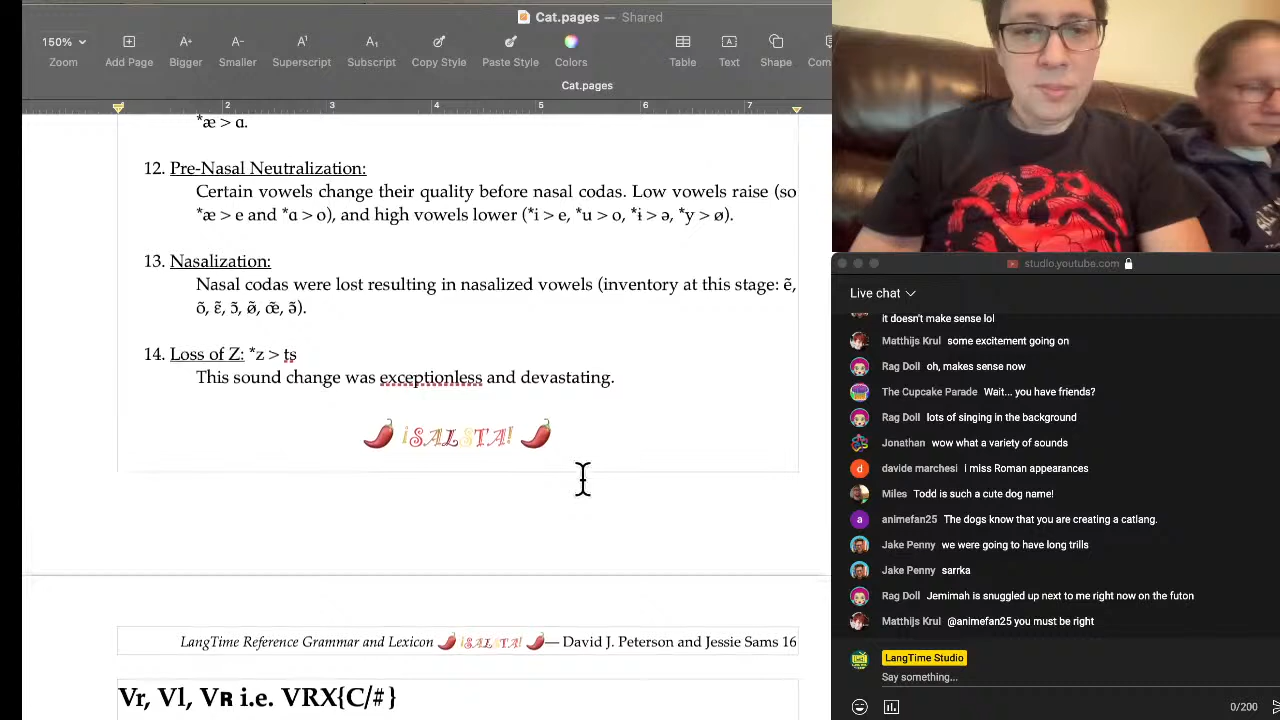 Cat.pages — Shared
150%
Zoom
Add Page
Bigger
Smaller
Superscript
Subscript
Copy Style
Paste Style
Colors
Table
Text
Shape
Cat.pages
2 3 4 5 6 7
*æ > ɑ.
12. Pre-Nasal Neutralization:
Certain vowels change their quality before nasal codas. Low vowels raise (so
*æ > e and *ɑ > o), and high vowels lower (*i > e, *u > o, *ɨ > ə, *y > ø).
13. Nasalization:
Nasal codas were lost resulting in nasalized vowels (inventory at this stage: ẽ,
õ, ɛ̃, ɔ̃, ø̃, œ̃, ə̃).
14. Loss of Z: *z > ts
This sound change was exceptionless and devastating.
🌶️ ¡SALSTA! 🌶️
LangTime Reference Grammar and Lexicon 🌶️ ¡SALSTA! 🌶️— David J. Peterson and Jessie Sams 16
Vr, Vl, Vʀ i.e. VRX{C/#}
studio.youtube.com
Live chat
it doesn't make sense lol
Matthijs Krul some excitement going on
Rag Doll oh, makes sense now
The Cupcake Parade Wait... you have friends?
Rag Doll lots of singing in the background
Jonathan wow what a variety of sounds
davide marchesi I miss Roman appearances
Miles Todd is such a cute dog name!
animefan25 The dogs know that you are creating a catlang.
Jake Penny we were going to have long trills
Jake Penny sarrka
Rag Doll Jemimah is snuggled up next to me right now on the futon
Matthijs Krul @animefan25 you must be right
LangTime Studio
Say something...
0/200